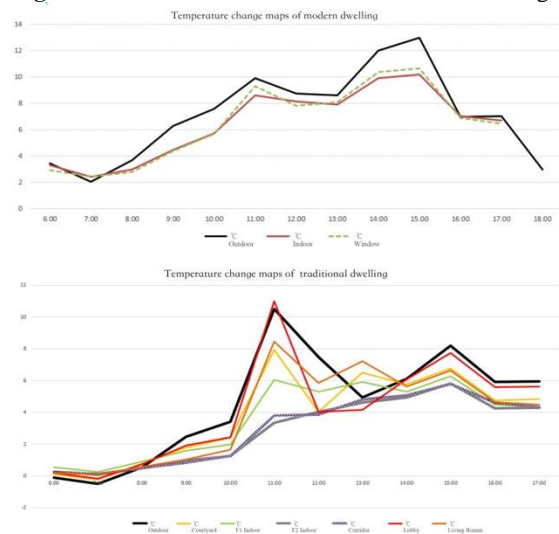 Temperature change maps of modern dwelling
14
12
10
8
6
4
2
0
6:00 7:00 8:00 9:00 10:00 11:00 12:00 13:00 14:00 15:00 16:00 17:00 18:00
℃ ℃ ℃
Outdoor Indoor Window
Temperature change maps of traditional dwelling
12
10
8
6
4
2
0
-2
6:00 7:00 8:00 9:00 10:00 11:00 12:00 13:00 14:00 15:00 16:00 17:00
℃ ℃ ℃ ℃ ℃ ℃ ℃
Outdoor Courtyard F1 Indoor F2 Indoor Corridor Lobby Living Room